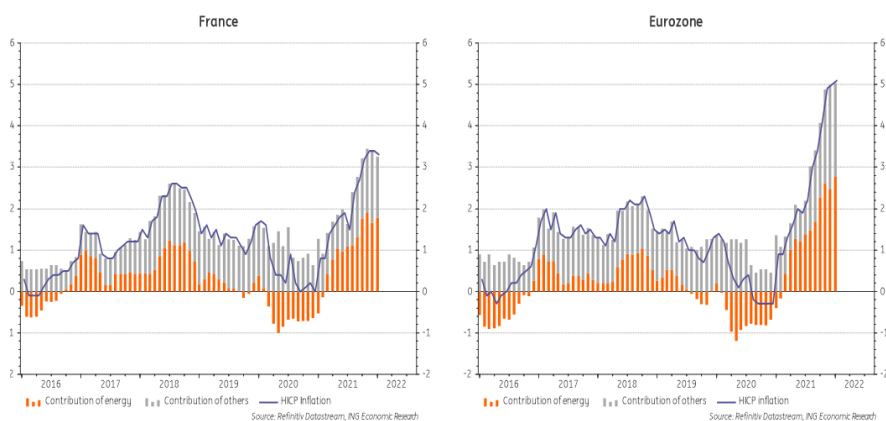 France
Eurozone
6 6 6 6
5 5 5 5
4 4 4 4
3 3 3 3
2 2 2 2
1 1 1 1
0 0 0 0
1 -1 1 -1
2 -2 -2 -2
2016 2017 2018 2019 2020 2021 2022
2016 2017 2018 2019 2020 2021 2022
Contribution of energy Contribution of others HICP Inflation
Contribution of energy Contribution of others HICP Inflation
Source: Refinitiv Datastream, ING Economic Research
Source: Refinitiv Datastream, ING Economic Research